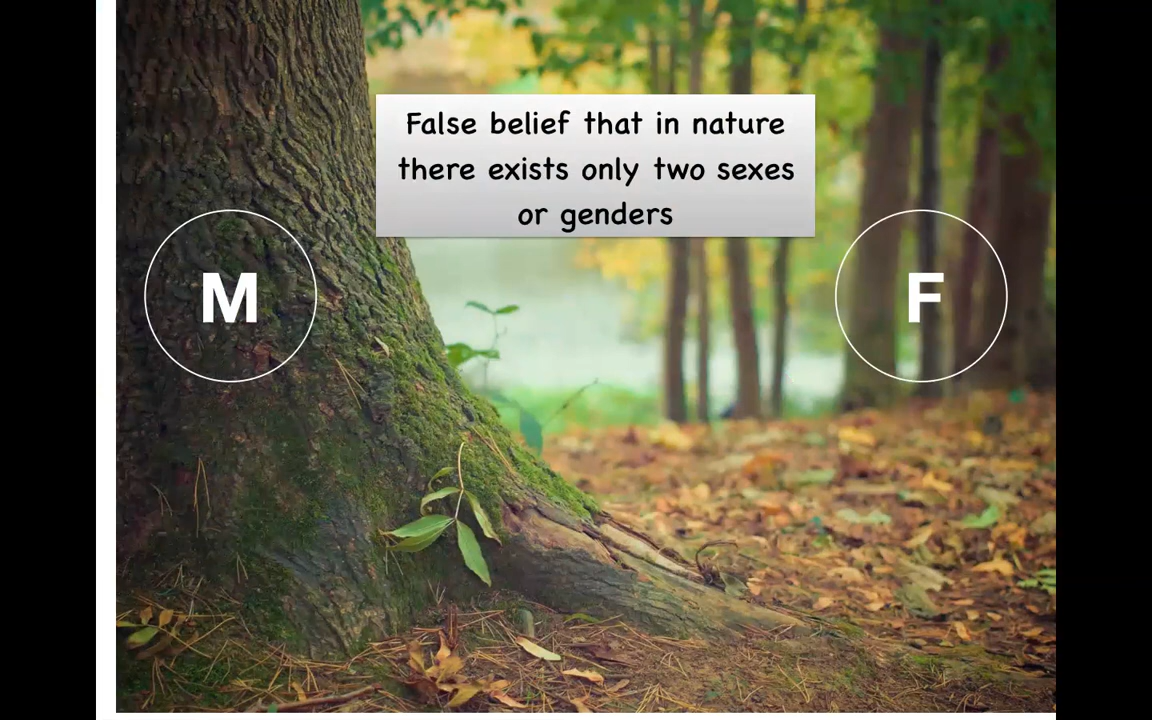 False belief that in nature
there exists only two sexes
or genders
M
F